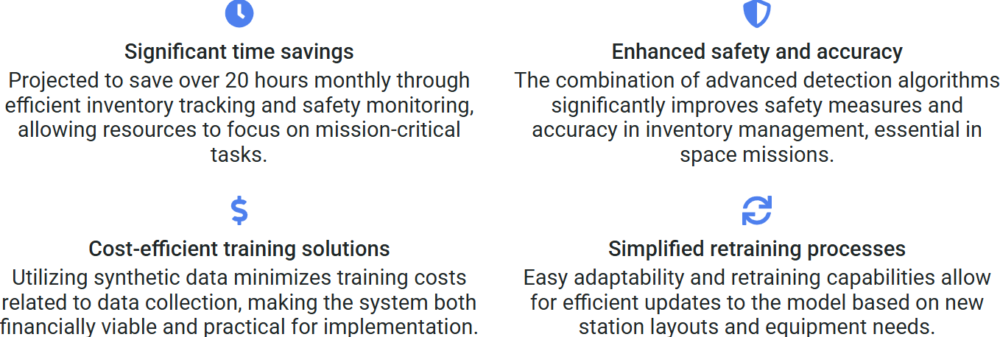 Significant time savings
Projected to save over 20 hours monthly through
efficient inventory tracking and safety monitoring,
allowing resources to focus on mission-critical
tasks.
Enhanced safety and accuracy
The combination of advanced detection algorithms
significantly improves safety measures and
accuracy in inventory management, essential in
space missions.
Cost-efficient training solutions
Utilizing synthetic data minimizes training costs
related to data collection, making the system both
financially viable and practical for implementation.
Simplified retraining processes
Easy adaptability and retraining capabilities allow
for efficient updates to the model based on new
station layouts and equipment needs.